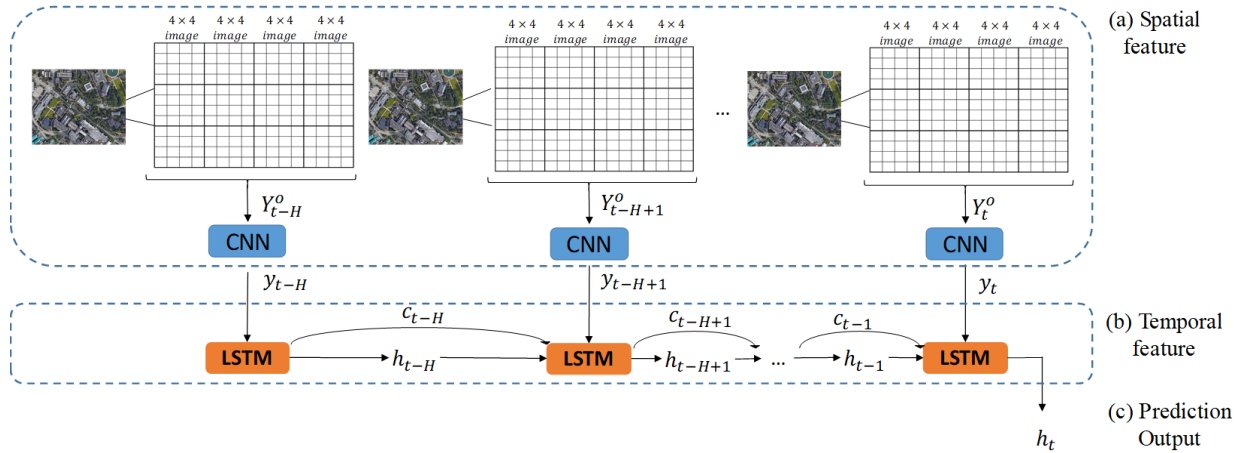 4 × 4 4 × 4 4 × 4 4 × 4
image image image image
4 × 4 4 × 4 4 × 4 4 × 4
image image image image
4 × 4 4 × 4 4 × 4 4 × 4
image image image image
(a) Spatial
feature
...
Y^o_{t−H}
Y^o_{t−H+1}
Y^o_t
CNN
CNN
CNN
y_{t−H}
y_{t−H+1}
y_t
c_{t−H}
c_{t−H+1}
c_{t−1}
(b) Temporal
feature
LSTM h_{t−H} LSTM h_{t−H+1} ... h_{t−1} LSTM
(c) Prediction
Output
h_t